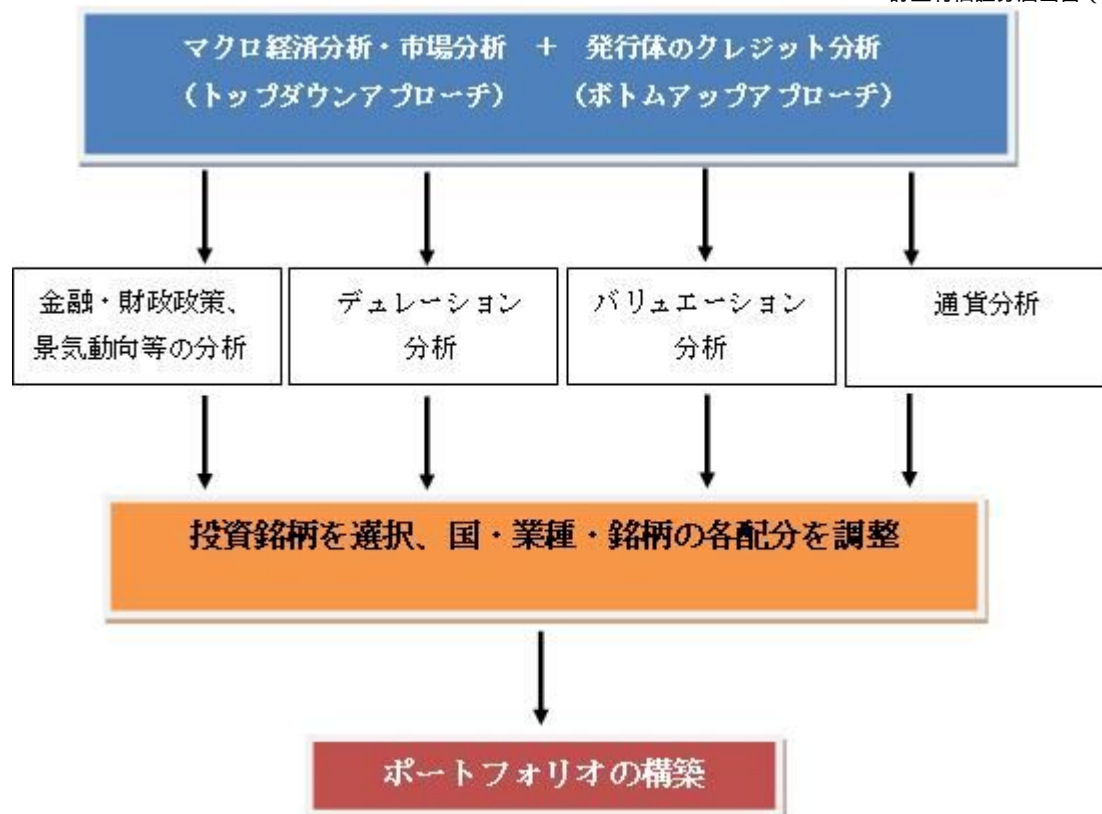 マクロ経済分析・市場分析 + 発行体のクレジット分析
(トップダウンアプローチ) (ボトムアップアプローチ)
金融・財政政策、
景気動向等の分析
デュレーション
分析
バリュエーション
分析
通貨分析
投資銘柄を選択、国・業種・銘柄の各配分を調整
ポートフォリオの構築